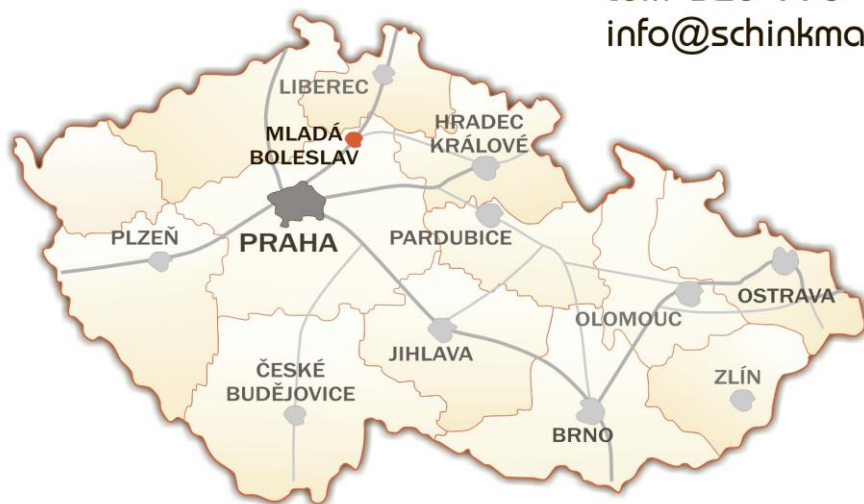 info@schinkma
LIBEREC
MLADÁ
BOLESLAV
HRADEC
KRÁLOVÉ
PLZEŇ
PRAHA
PARDUBICE
OSTRAVA
OLOMOUC
JIHLAVA
ČESKÉ
BUDĚJOVICE
ZLÍN
BRNO